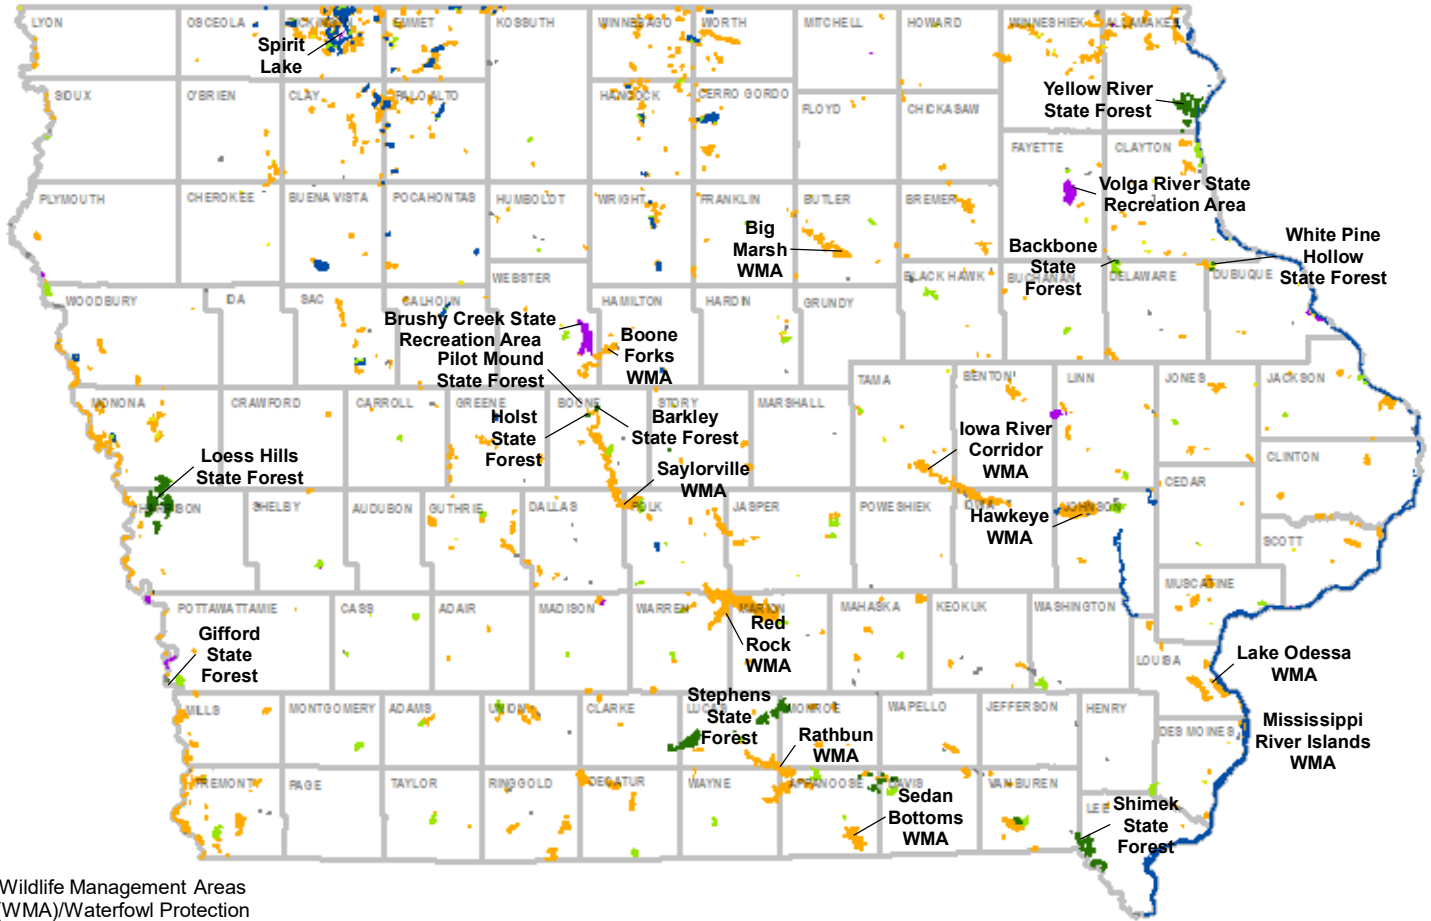 LYON
OSCEOLA
DICKINSON
EMMET
KOSSUTH
WINNEBAGO
WORTH
MITCHELL
HOWARD
WINNESHIEK
ALLAMAKEE
Spirit
Lake
SIOUX
O'BRIEN
CLAY
PALO ALTO
HANCOCK
CERRO GORDO
FLOYD
CHICKASAW
Yellow River
State Forest
FAYETTE
CLAYTON
PLYMOUTH
CHEROKEE
BUENA VISTA
POCAHONTAS
HUMBOLDT
WRIGHT
FRANKLIN
BUTLER
BREMER
Volga River State
Recreation Area
Big
Marsh
WMA
Backbone
State
Forest
White Pine
Hollow
State Forest
WEBSTER
BLACK HAWK
BUCHANAN
DELAWARE
DUBUQUE
WOODBURY
IDA
SAC
CALHOUN
HAMILTON
HARDIN
GRUNDY
Brushy Creek State
Recreation Area
Boone
Forks
WMA
Pilot Mound
State Forest
TAMA
BENTON
LINN
JONES
JACKSON
MONONA
CRAWFORD
CARROLL
GREENE
BOONE
STORY
MARSHALL
Holst
State
Forest
Barkley
State Forest
Iowa River
Corridor
WMA
Loess Hills
State Forest
Saylorville
WMA
CLINTON
CEDAR
HARRISON
SHELBY
AUDUBON
GUTHRIE
DALLAS
POLK
JASPER
POWESHIEK
IOWA
JOHNSON
Hawkeye
WMA
SCOTT
MUSCATINE
POTTAWATTAMIE
CASS
ADAIR
MADISON
WARREN
MARION
MAHASKA
KEOKUK
WASHINGTON
Red
Rock
WMA
Gifford
State
Forest
LOUISA
Lake Odessa
WMA
MILLS
MONTGOMERY
ADAMS
UNION
CLARKE
LUCAS
MONROE
WAPELLO
JEFFERSON
HENRY
DES MOINES
Stephens
State
Forest
Mississippi
River Islands
WMA
Rathbun
WMA
FREMONT
PAGE
TAYLOR
RINGGOLD
DECATUR
WAYNE
APPANOOSE
DAVIS
VAN BUREN
LEE
Sedan
Bottoms
WMA
Shimek
State
Forest
Wildlife Management Areas
(WMA)/Waterfowl Protection